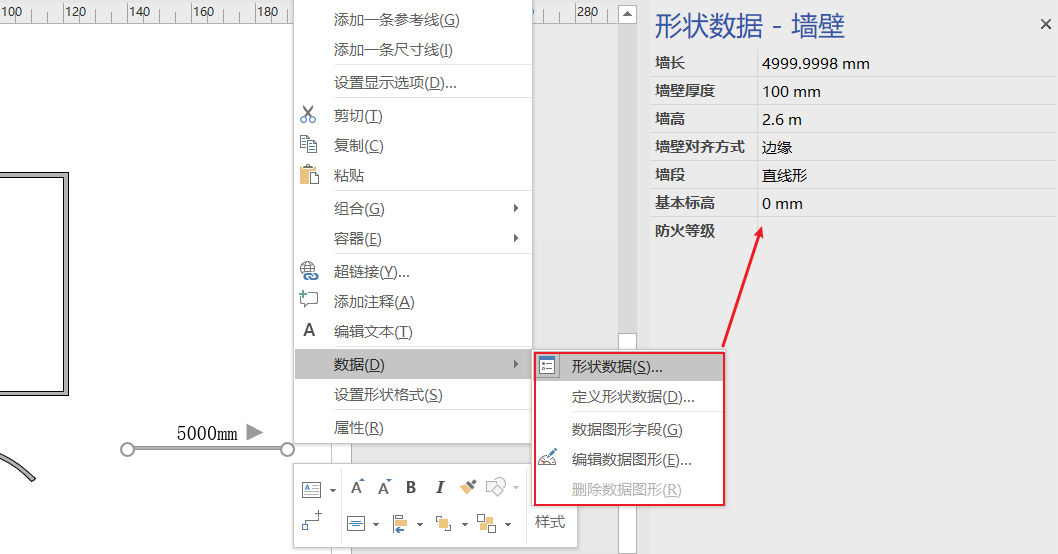 100
120
140
160
180
280
添加一条参考线(G)
添加一条尺寸线(I)
设置显示选项(D)...
剪切(T)
复制(C)
粘贴
组合(G)
容器(E)
超链接(Y)...
添加注释(A)
A 编辑文本(T)
数据(D)
设置形状格式(S)
属性(R)
形状数据(S)...
定义形状数据(D)...
数据图形字段(G)
编辑数据图形(E)...
删除数据图形(R)
5000mm
A
A A B I
样式
形状数据 - 墙壁
墙长 4999.9998 mm
墙壁厚度 100 mm
墙高 2.6 m
墙壁对齐方式 边缘
墙段 直线形
基本标高 0 mm
防火等级